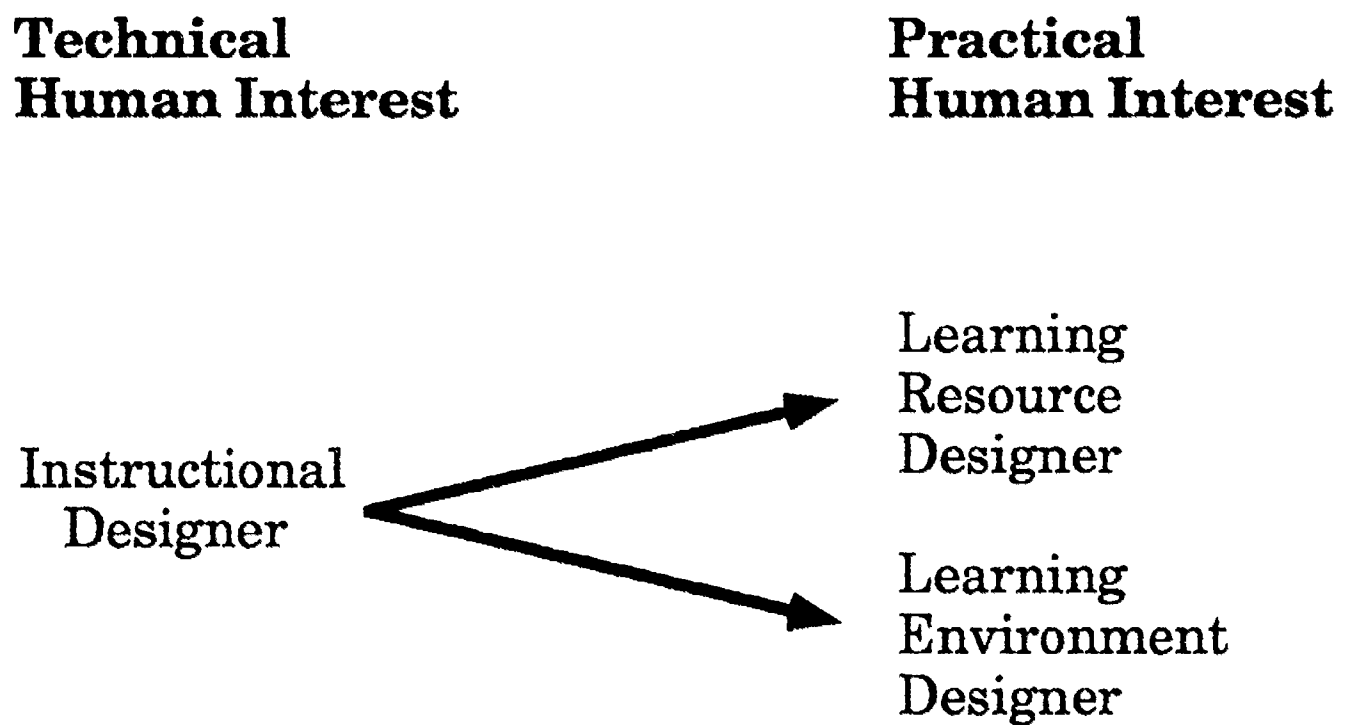 Technical
Human Interest
Practical
Human Interest
Instructional
Designer
Learning
Resource
Designer
Learning
Environment
Designer